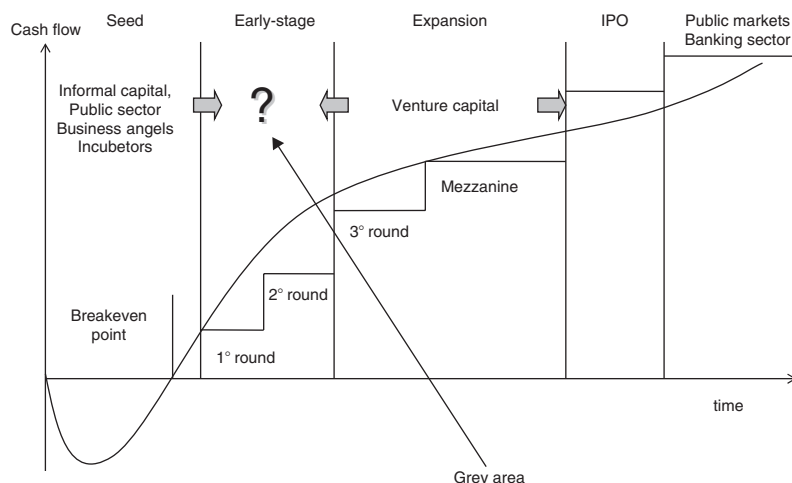 Cash flow
Seed
Early-stage
Expansion
IPO
Public markets
Banking sector
Informal capital,
Public sector
Business angels
Incubetors
?
Venture capital
Mezzanine
3° round
2° round
1° round
Breakeven
point
time
Grey area